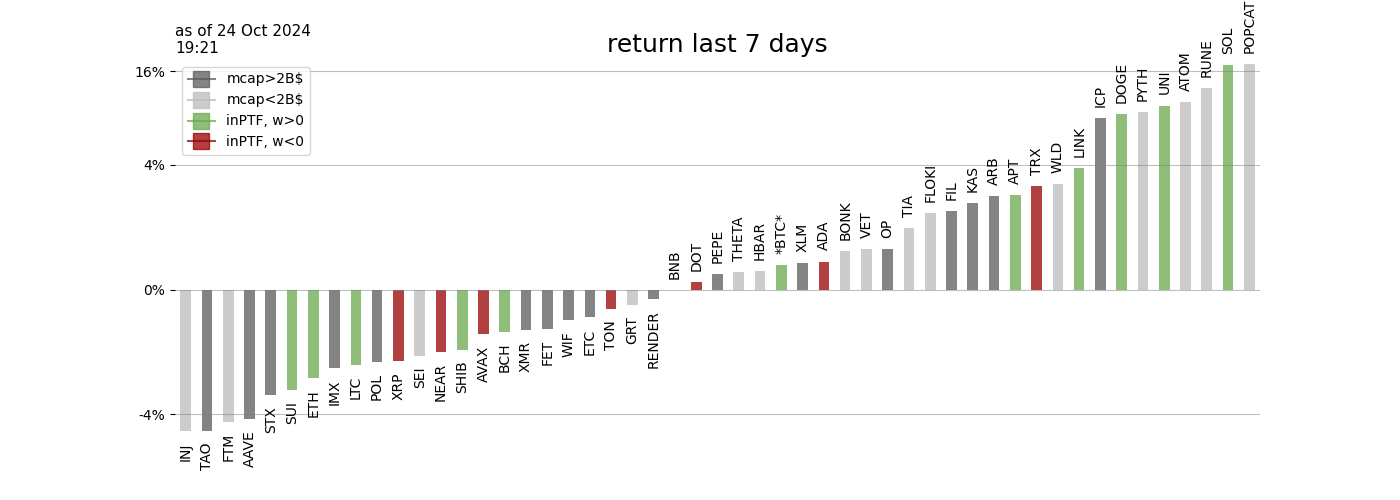 as of 24 Oct 2024
19:21
return last 7 days
mcap>2B$
mcap<2B$
inPTF, w>0
inPTF, w<0
16%
4%
0%
-4%
INJ
TAO
FTM
AAVE
STX
SUI
ETH
IMX
LTC
POL
XRP
SEI
NEAR
SHIB
AVAX
BCH
XMR
FET
WIF
ETC
TON
GRT
RENDER
BNB
DOT
PEPE
THETA
HBAR
*BTC*
XLM
ADA
BONK
VET
OP
TIA
FLOKI
FIL
KAS
ARB
APT
TRX
WLD
LINK
ICP
DOGE
PYTH
UNI
ATOM
RUNE
SOL
POPCAT